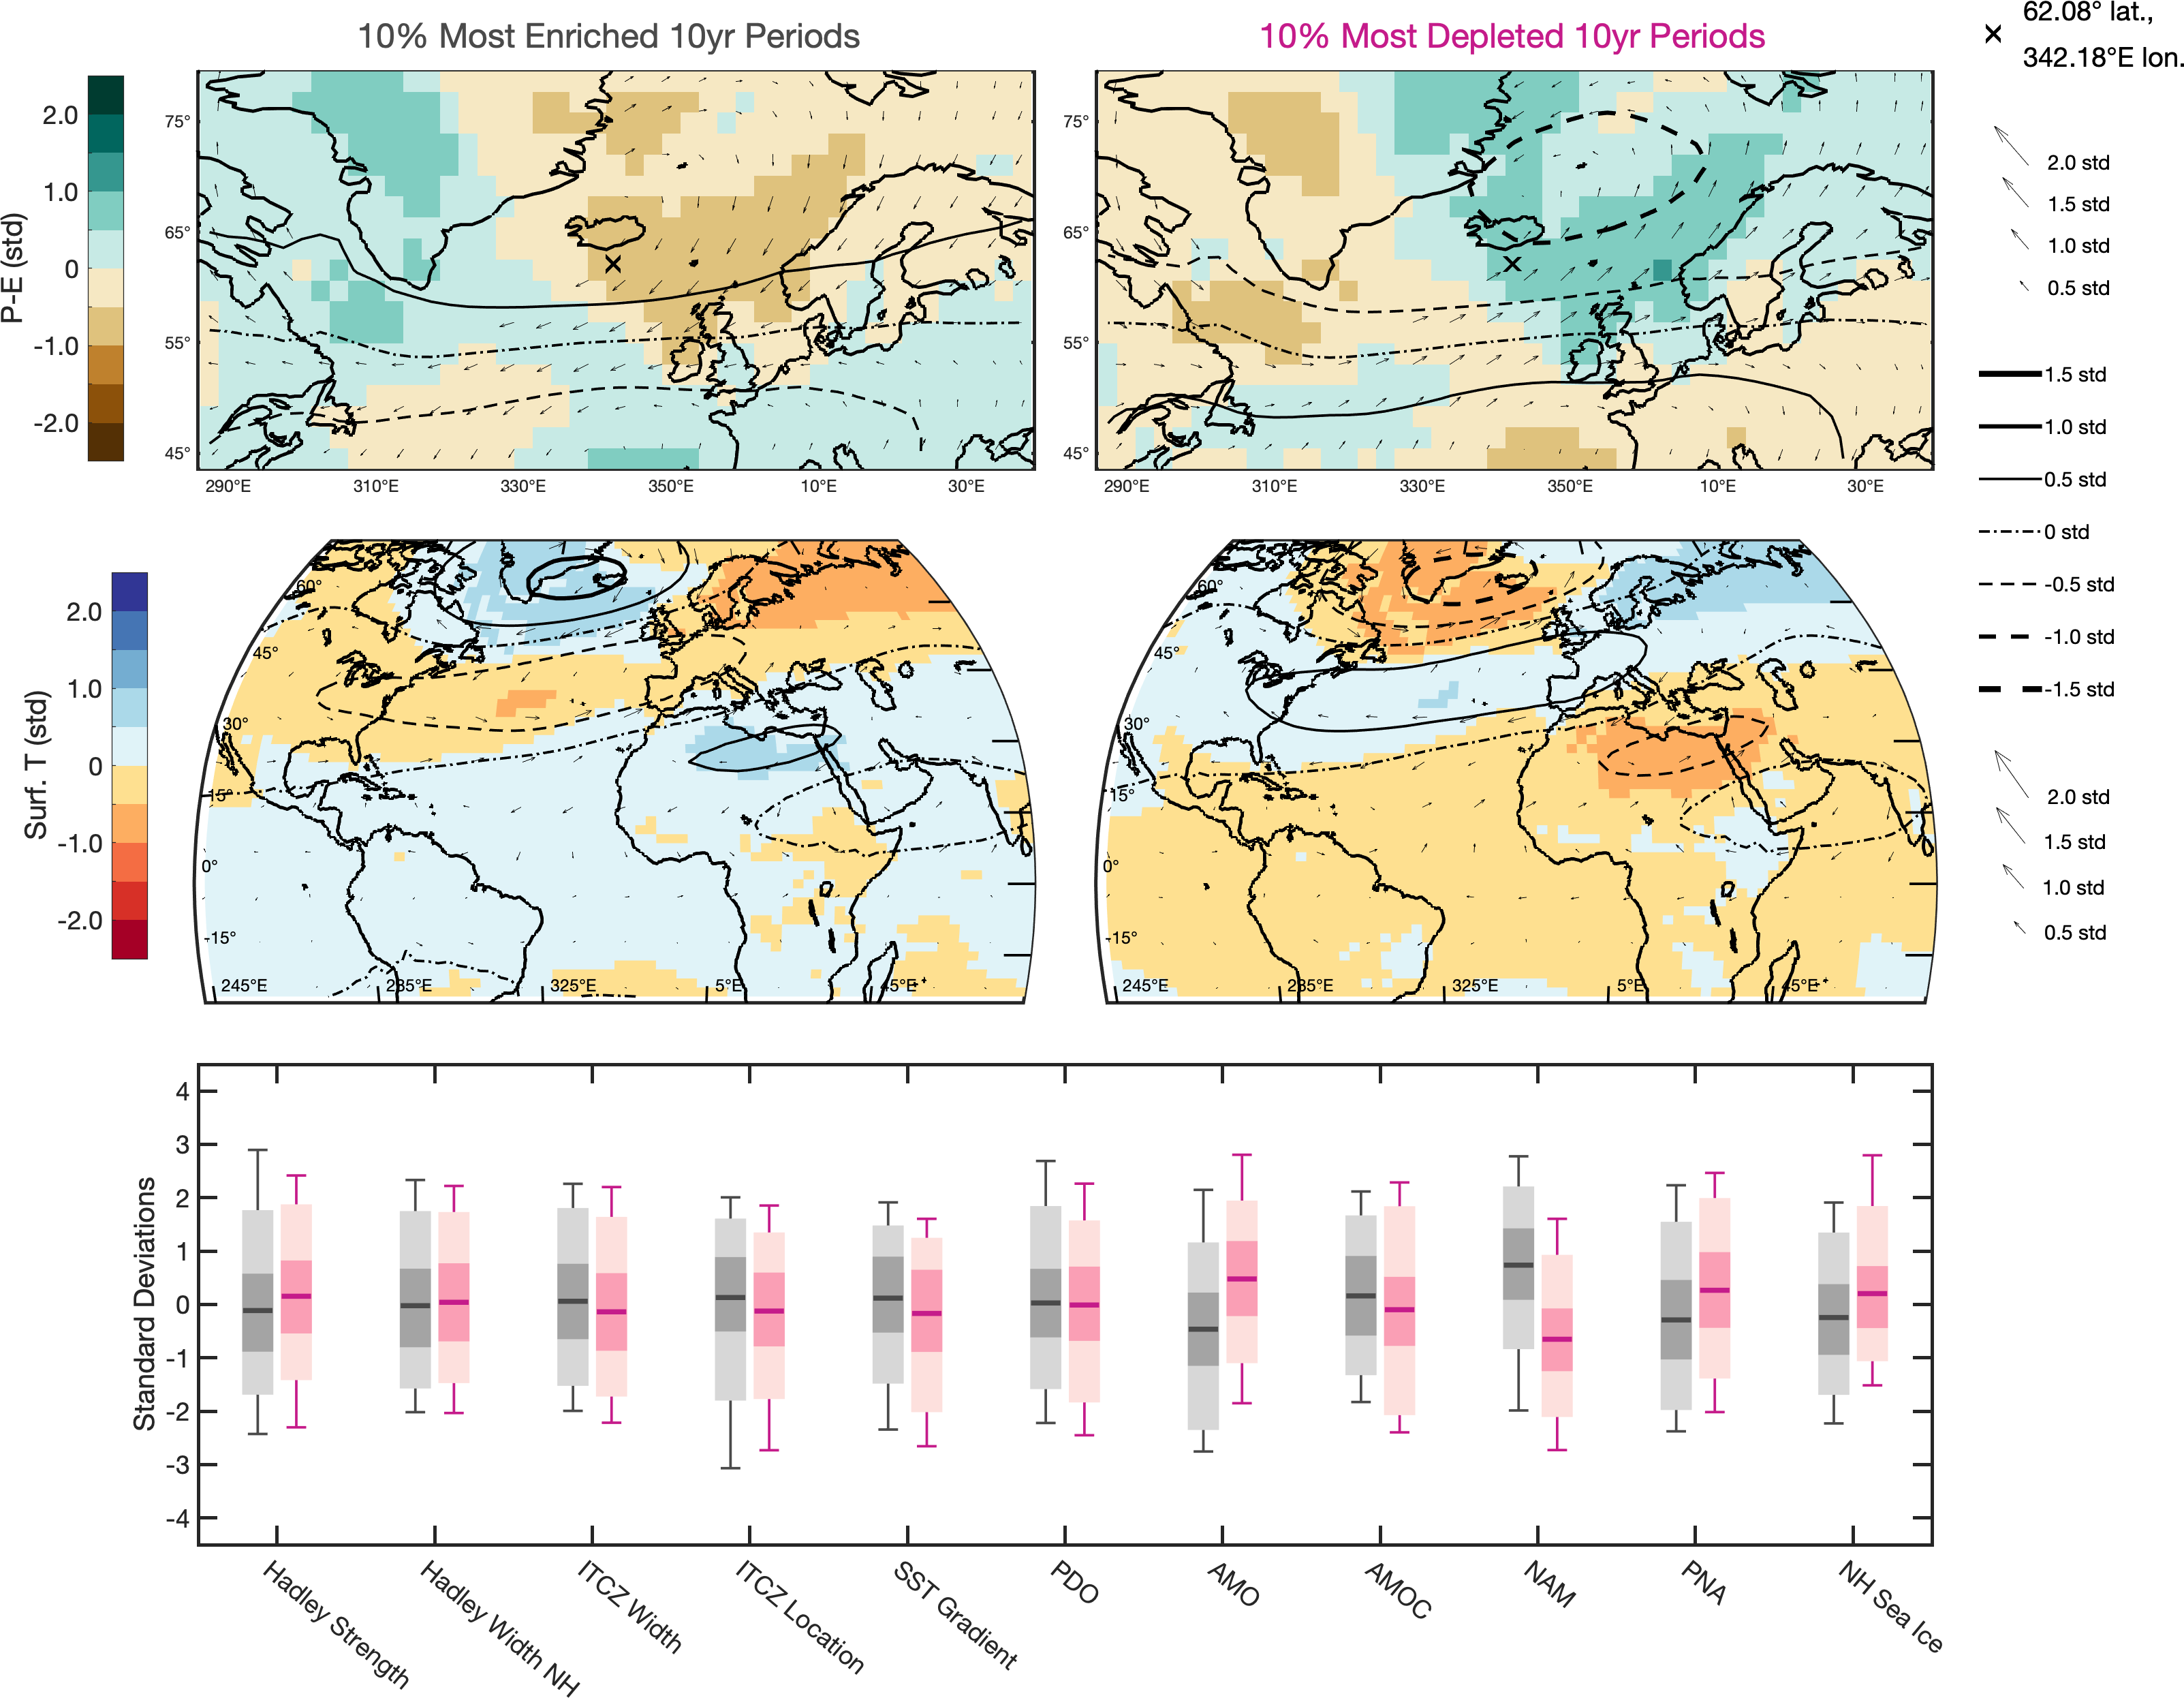 10% Most Enriched 10yr Periods
10% Most Depleted 10yr Periods
62.08° lat.,
342.18°E lon.
P-E (std)
2.0
1.0
0
-1.0
-2.0
75°
65°
55°
45°
290°E
310°E
330°E
350°E
10°E
30°E
75°
65°
55°
45°
290°E
310°E
330°E
350°E
10°E
30°E
2.0 std
1.5 std
1.0 std
0.5 std
1.5 std
1.0 std
0.5 std
0 std
-0.5 std
-1.0 std
-1.5 std
Surf. T (std)
2.0
1.0
0
-1.0
-2.0
60°
45°
30°
15°
0°
-15°
245°E
285°E
325°E
5°E
45°E
60°
45°
30°
15°
0°
-15°
245°E
285°E
325°E
5°E
45°E
2.0 std
1.5 std
1.0 std
0.5 std
Standard Deviations
4
3
2
1
0
-1
-2
-3
-4
Hadley Strength
Hadley Width NH
ITCZ Width
ITCZ Location
SST Gradient
PDO
AMO
AMOC
NAM
PNA
NH Sea Ice